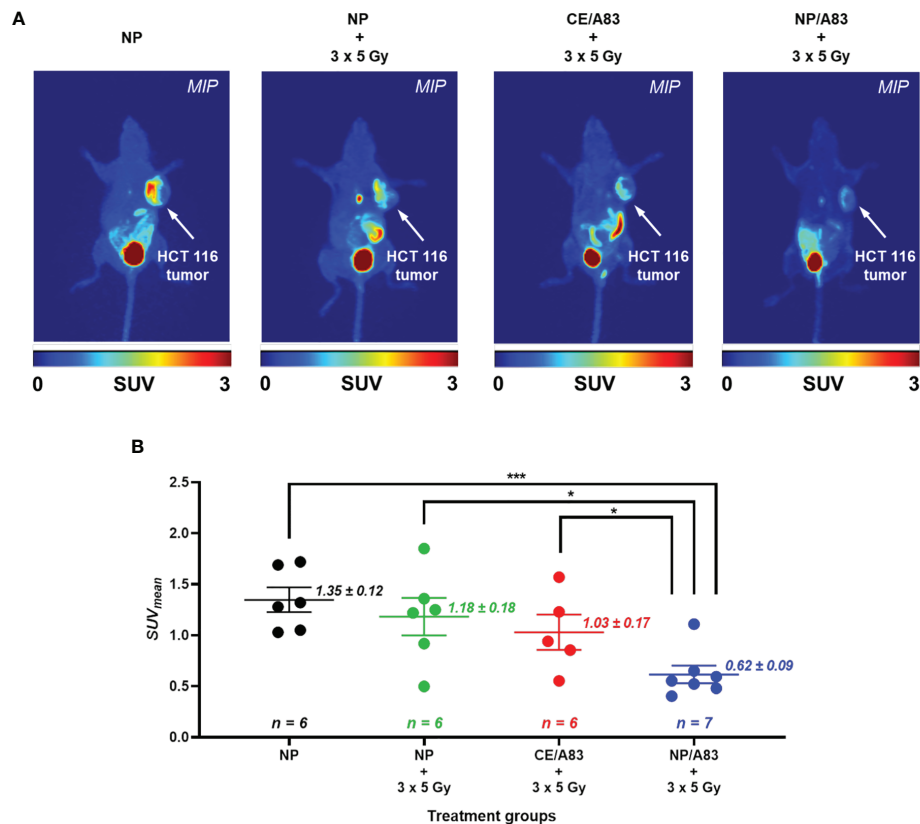 A
NP
NP
+
3 x 5 Gy
CE/A83
+
3 x 5 Gy
NP/A83
+
3 x 5 Gy
MIP
MIP
MIP
MIP
HCT 116
tumor
HCT 116
tumor
HCT 116
tumor
HCT 116
tumor
0 SUV 3
0 SUV 3
0 SUV 3
0 SUV 3
B
SUVmean
2.5
2.0
1.5
1.0
0.5
0.0
***
*
*
1.35 ± 0.12
1.18 ± 0.18
1.03 ± 0.17
0.62 ± 0.09
n = 6
n = 6
n = 6
n = 7
NP
NP
+
3 x 5 Gy
CE/A83
+
3 x 5 Gy
NP/A83
+
3 x 5 Gy
Treatment groups